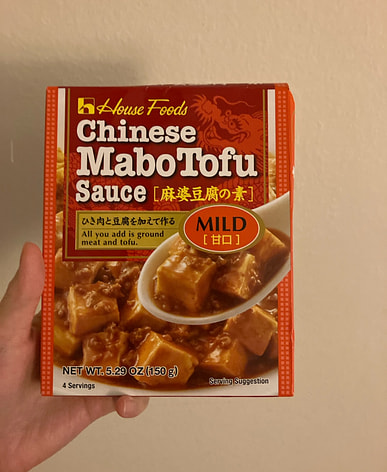 House Foods
Chinese
MaboTofu
Sauce [麻婆豆腐の素]
ひき肉と豆腐を加えて作る
All you add is ground
meat and tofu.
MILD
[甘口]
NET WT. 5.29 OZ (150 g)
4 Servings
Serving Suggestion